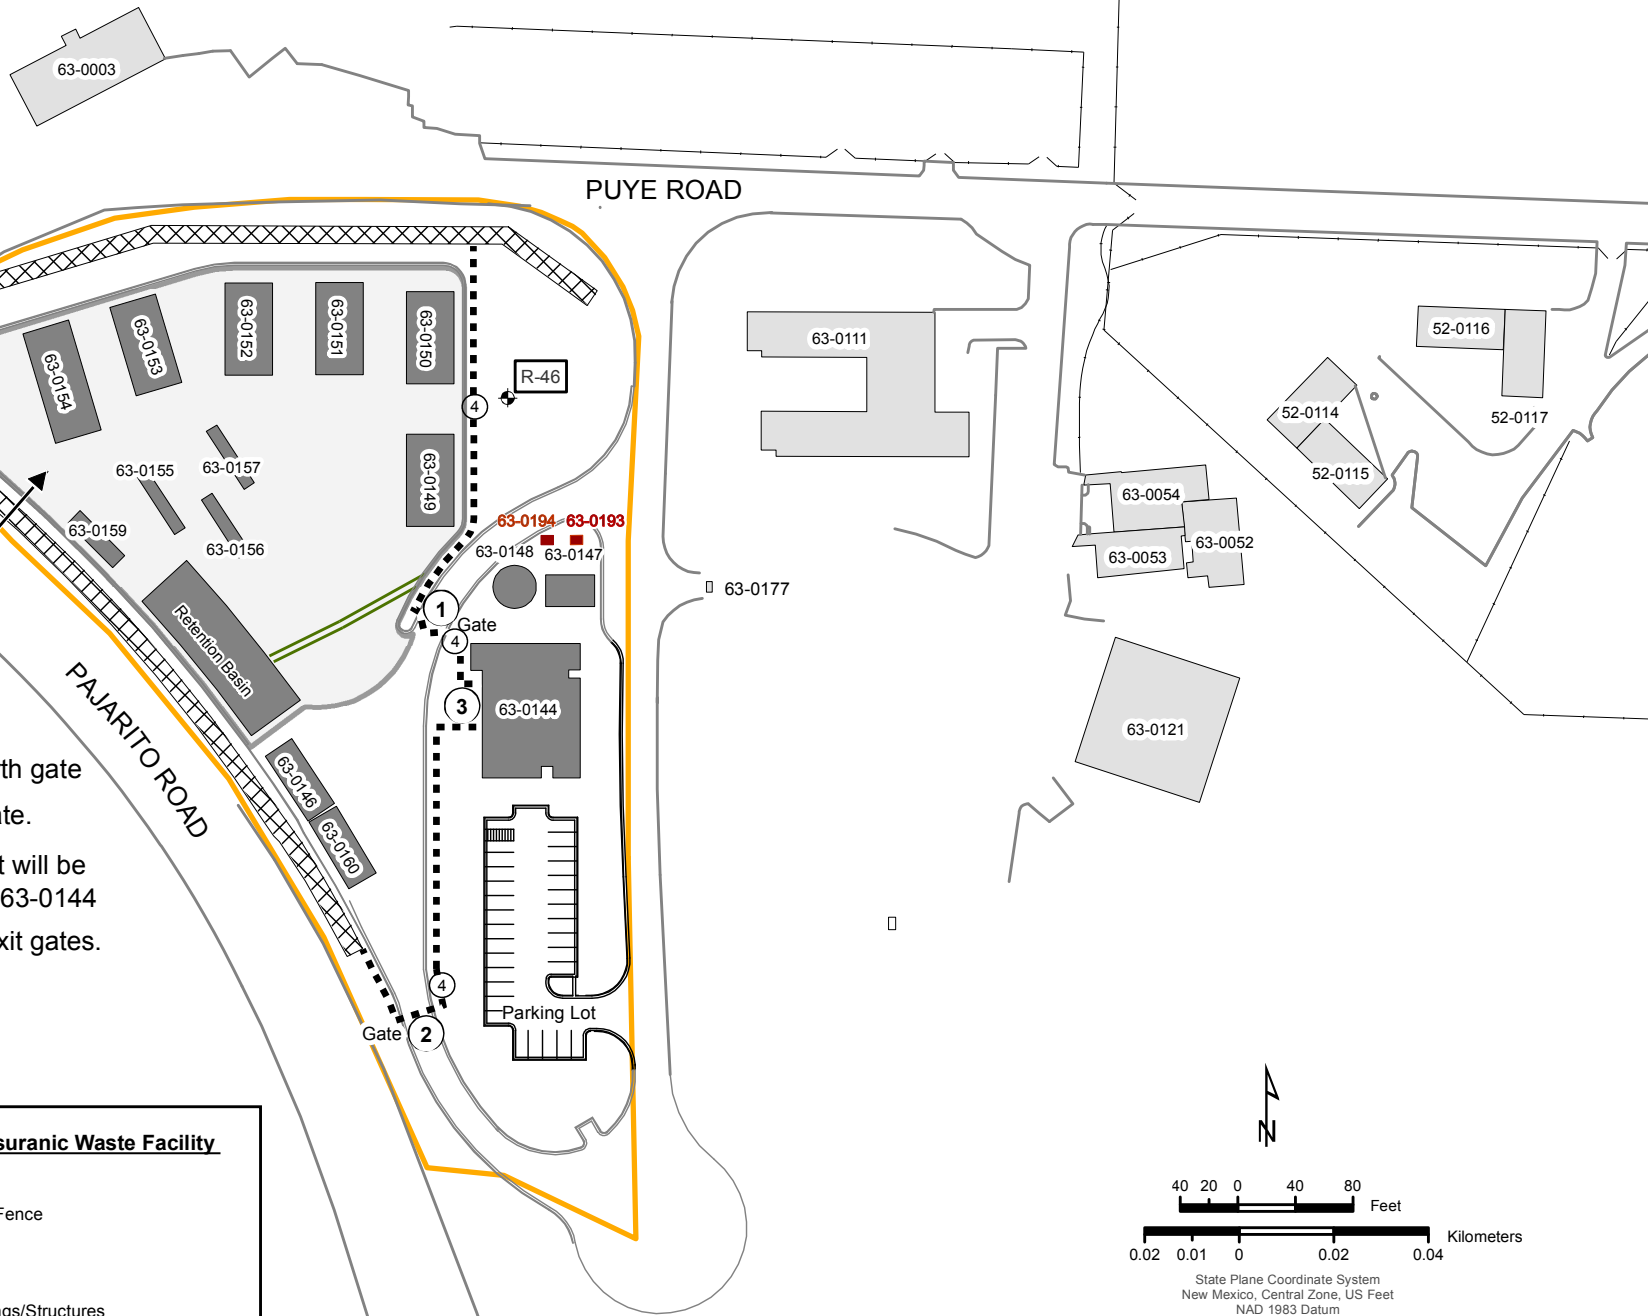 63-0003
PUYE ROAD
63-0152
63-0151
63-0150
63-0153
63-0154
R-46
4
63-0111
52-0116
52-0114
52-0117
52-0115
63-0155
63-0157
63-0149
63-0054
63-0194
63-0193
63-0159
63-0156
63-0148
63-0147
63-0052
63-0053
63-0177
1
Gate
4
Retention Basin
3
63-0144
63-0121
PAJARITO ROAD
th gate
63-0146
ate.
63-0160
t will be
63-0144
xit gates.
4
Parking Lot
Gate
2
suranic Waste Facility
Fence
gs/Structures
N
40 20 0 40 80
Feet
Kilometers
0.02 0.01 0 0.02 0.04
State Plane Coordinate System
New Mexico, Central Zone, US Feet
NAD 1983 Datum